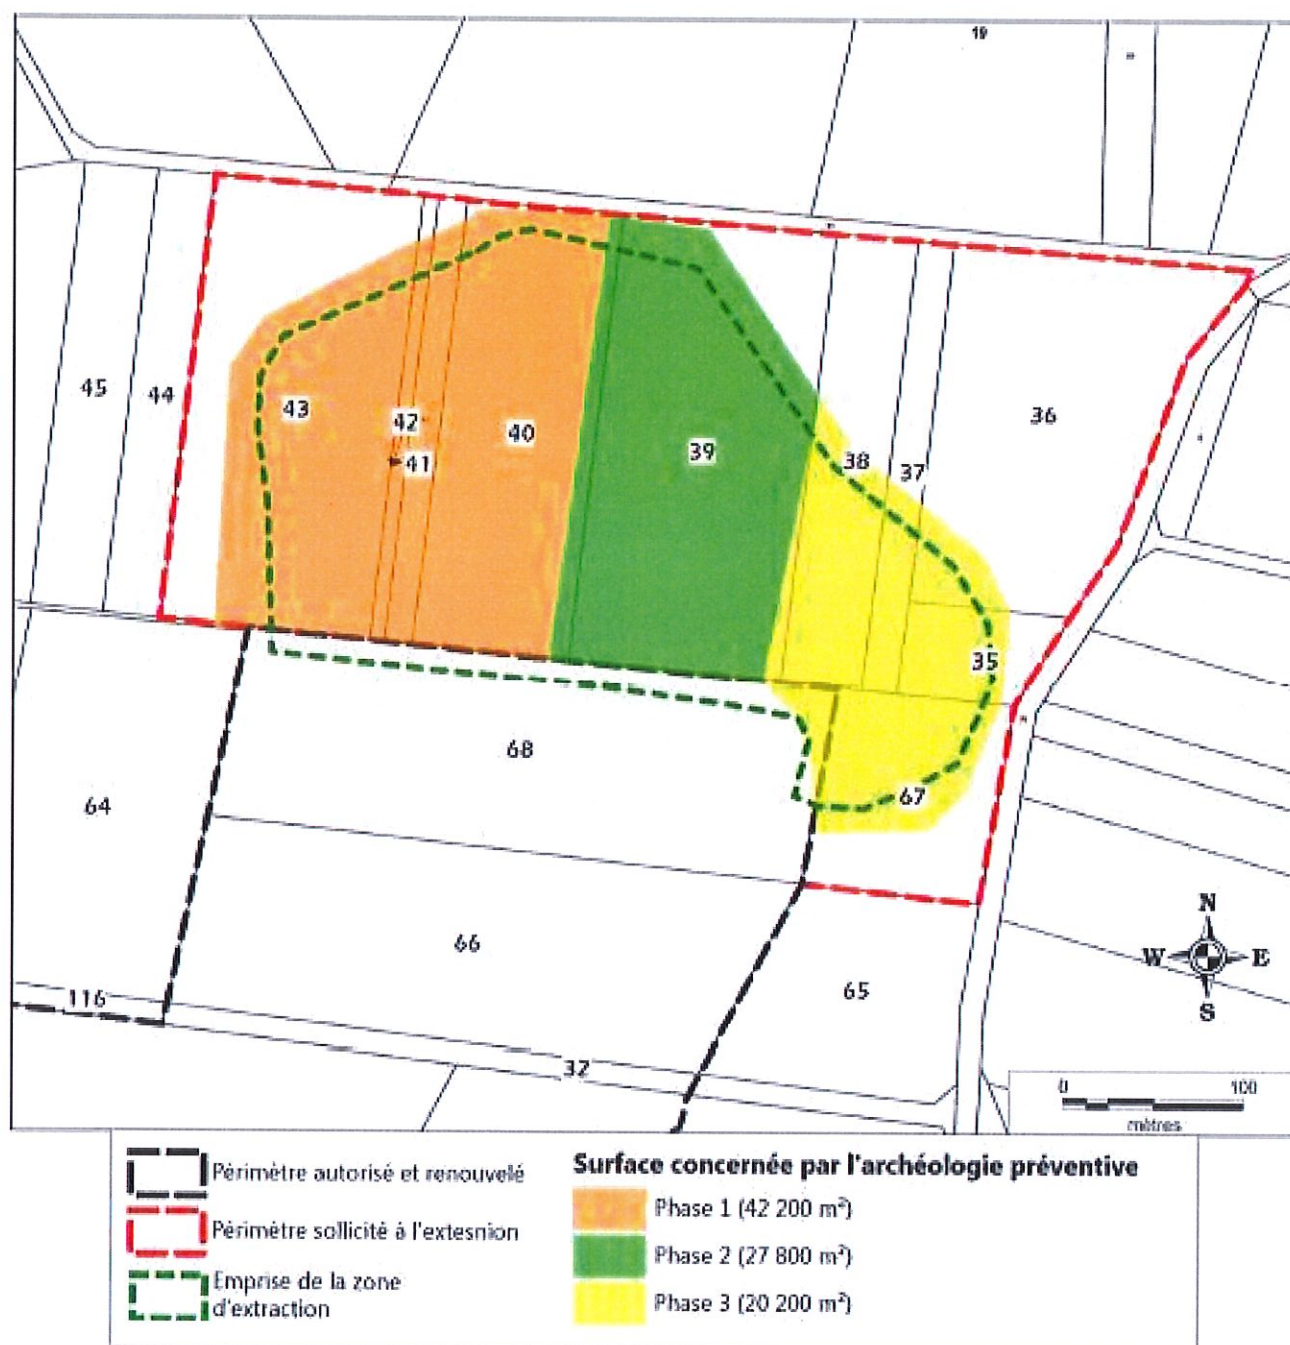 19
45
44
43
42
41
40
39
38
37
36
35
68
67
64
66
65
116
32
N
W E
S
0 100
mètres
Périmètre autorisé et renouvelé
Périmètre sollicité à l'extesnion
Emprise de la zone
d'extraction
Surface concernée par l'archéologie préventive
Phase 1 (42 200 m²)
Phase 2 (27 800 m²)
Phase 3 (20 200 m²)